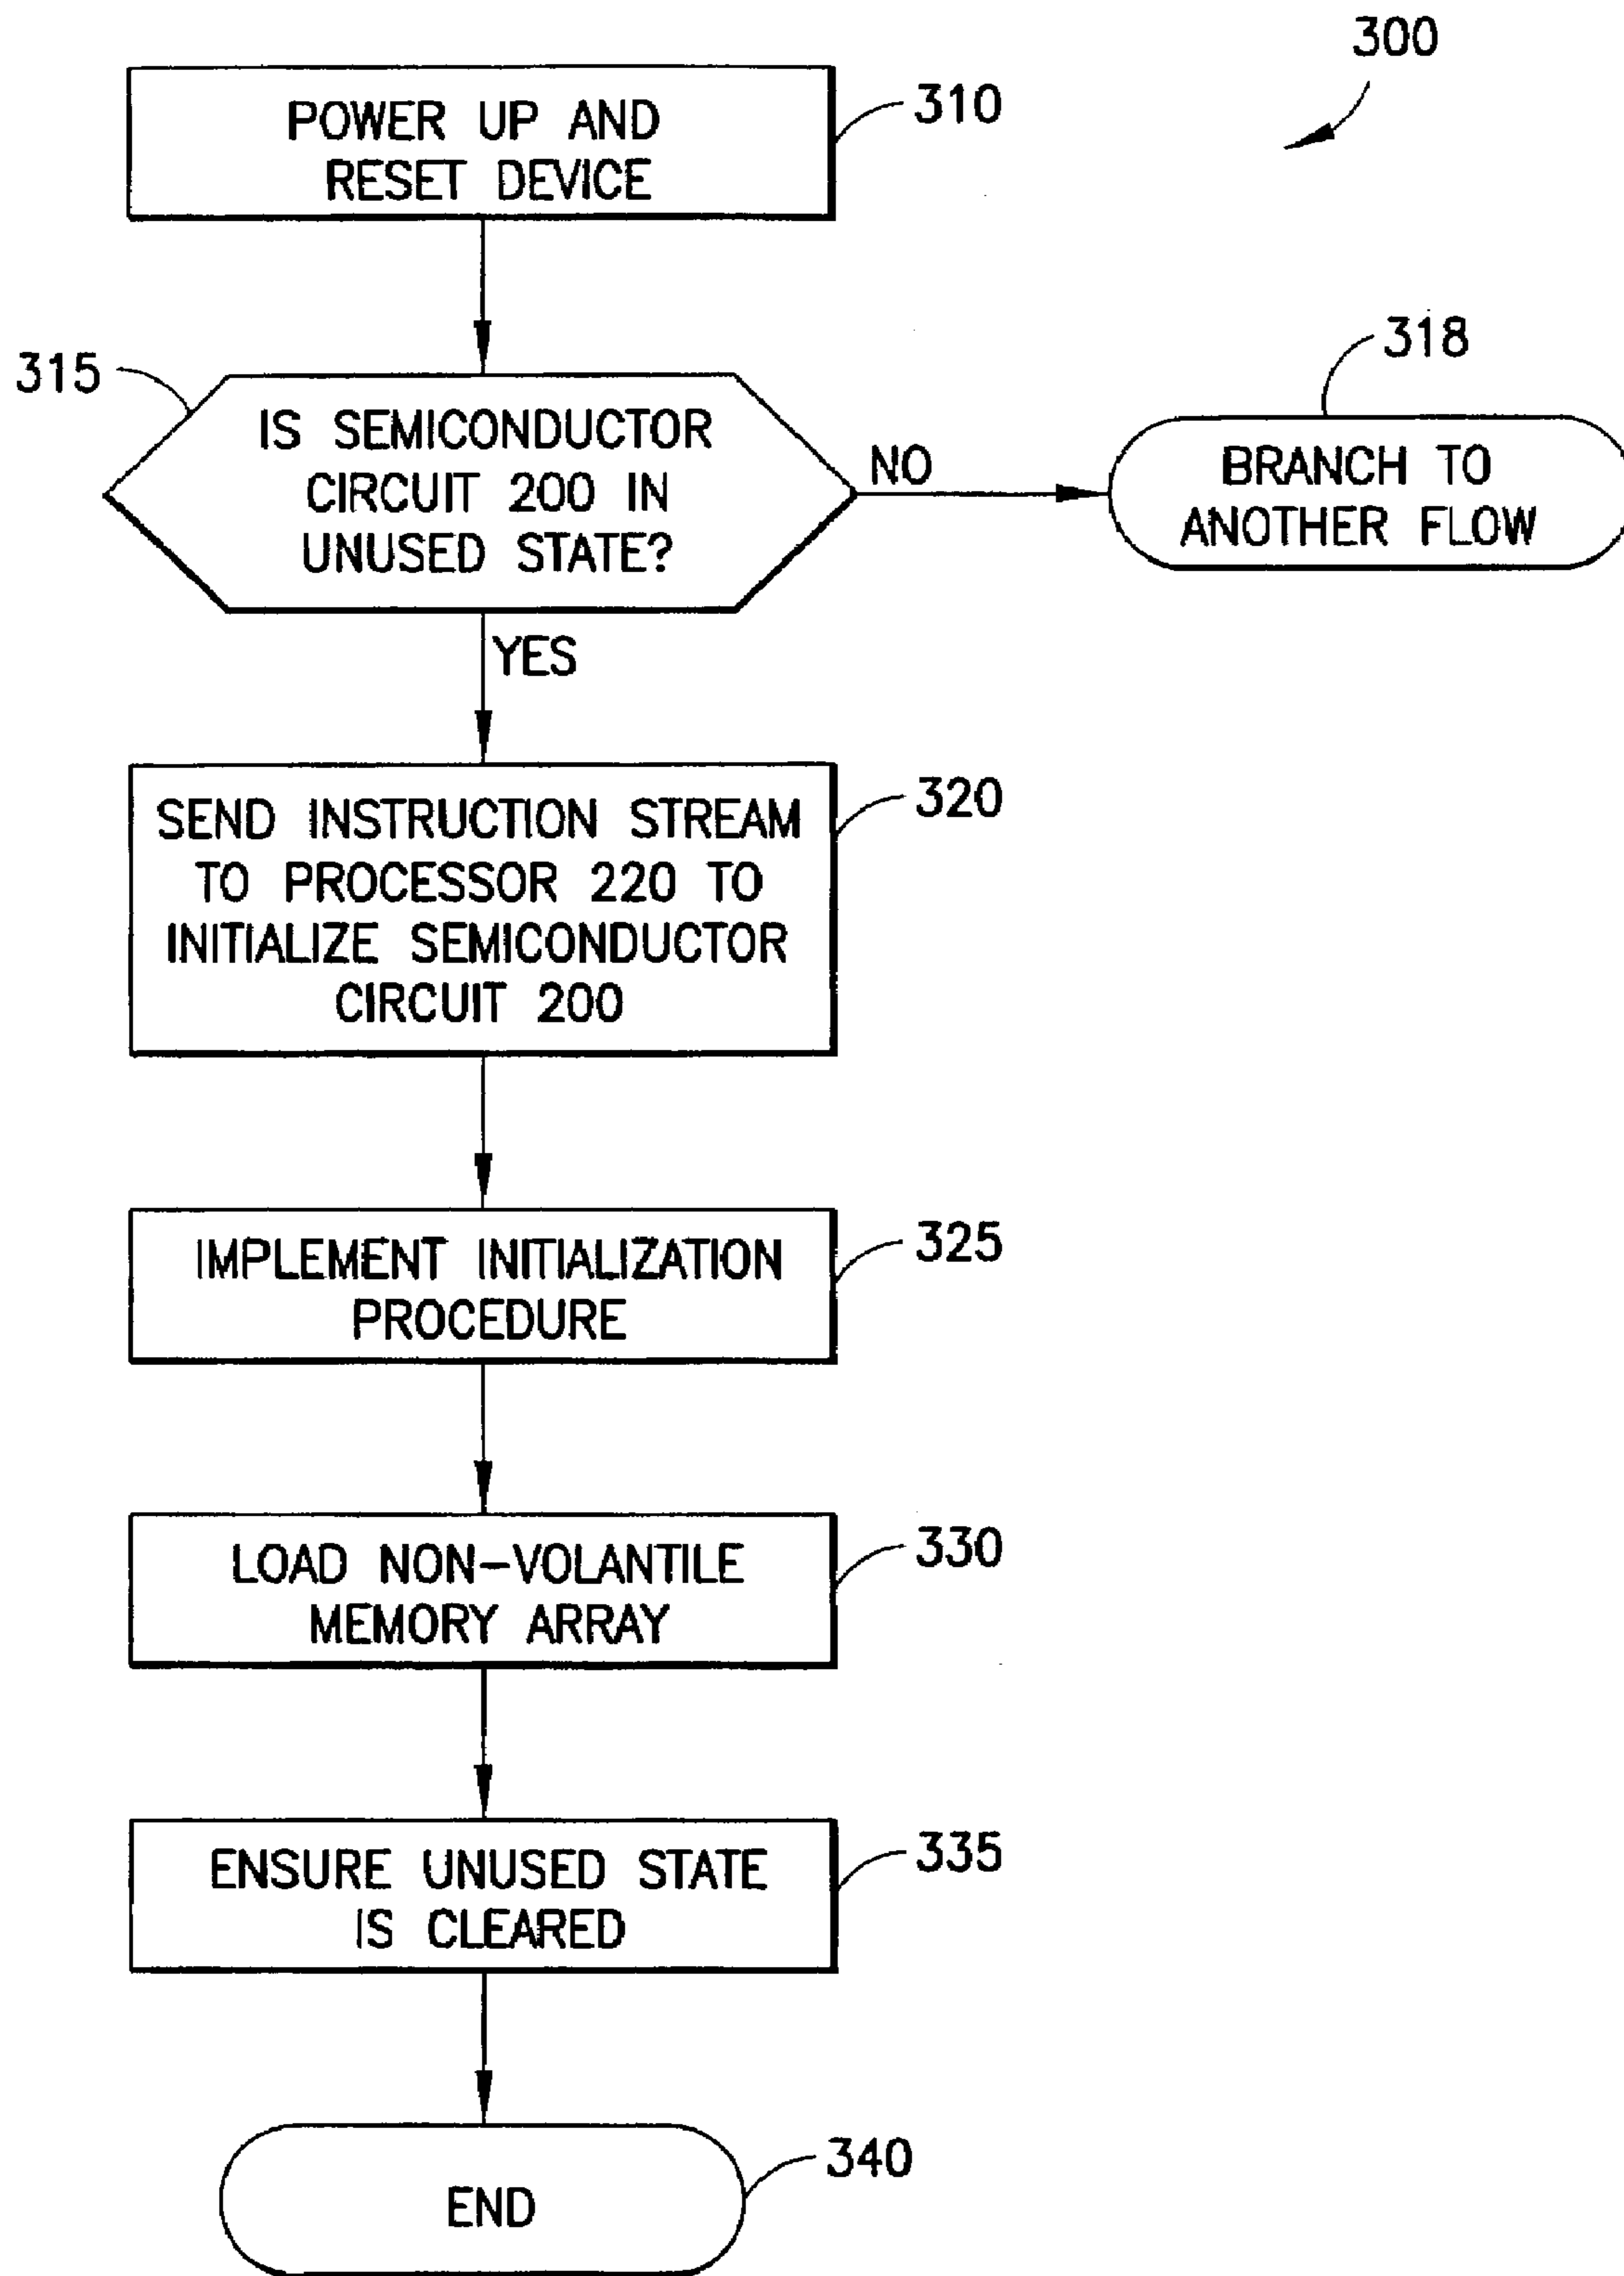 300
POWER UP AND
RESET DEVICE
310
315
IS SEMICONDUCTOR
CIRCUIT 200 IN
UNUSED STATE?
NO
318
BRANCH TO
ANOTHER FLOW
YES
SEND INSTRUCTION STREAM
TO PROCESSOR 220 TO
INITIALIZE SEMICONDUCTOR
CIRCUIT 200
320
IMPLEMENT INITIALIZATION
PROCEDURE
325
LOAD NON-VOLANTILE
MEMORY ARRAY
330
ENSURE UNUSED STATE
IS CLEARED
335
END
340